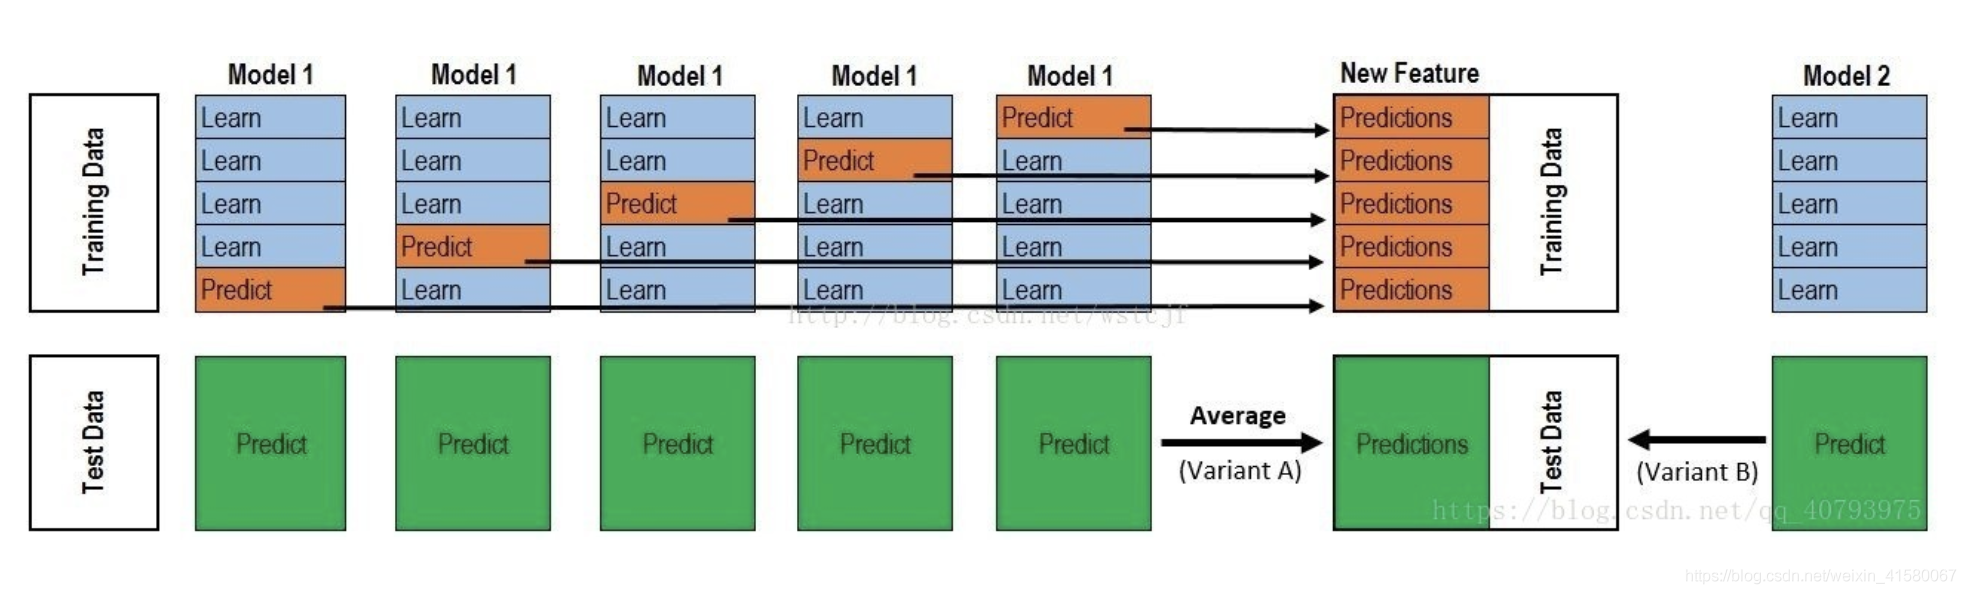 Model 1
Model 1
Model 1
Model 1
Model 1
New Feature
Model 2
Training Data
Learn
Learn
Learn
Learn
Predict
Learn
Learn
Learn
Predict
Learn
Learn
Learn
Predict
Learn
Learn
Learn
Predict
Learn
Learn
Learn
Predict
Learn
Learn
Learn
Learn
Predictions
Predictions
Predictions
Predictions
Predictions
Training Data
Learn
Learn
Learn
Learn
Learn
http://blog.csdn.net/wstcjf
Test Data
Predict
Predict
Predict
Predict
Predict
Average
(Variant A)
Predictions
Test Data
(Variant B)
Predict
https://blog.csdn.net/qq_40793975
https://blog.csdn.net/weixin_41580067